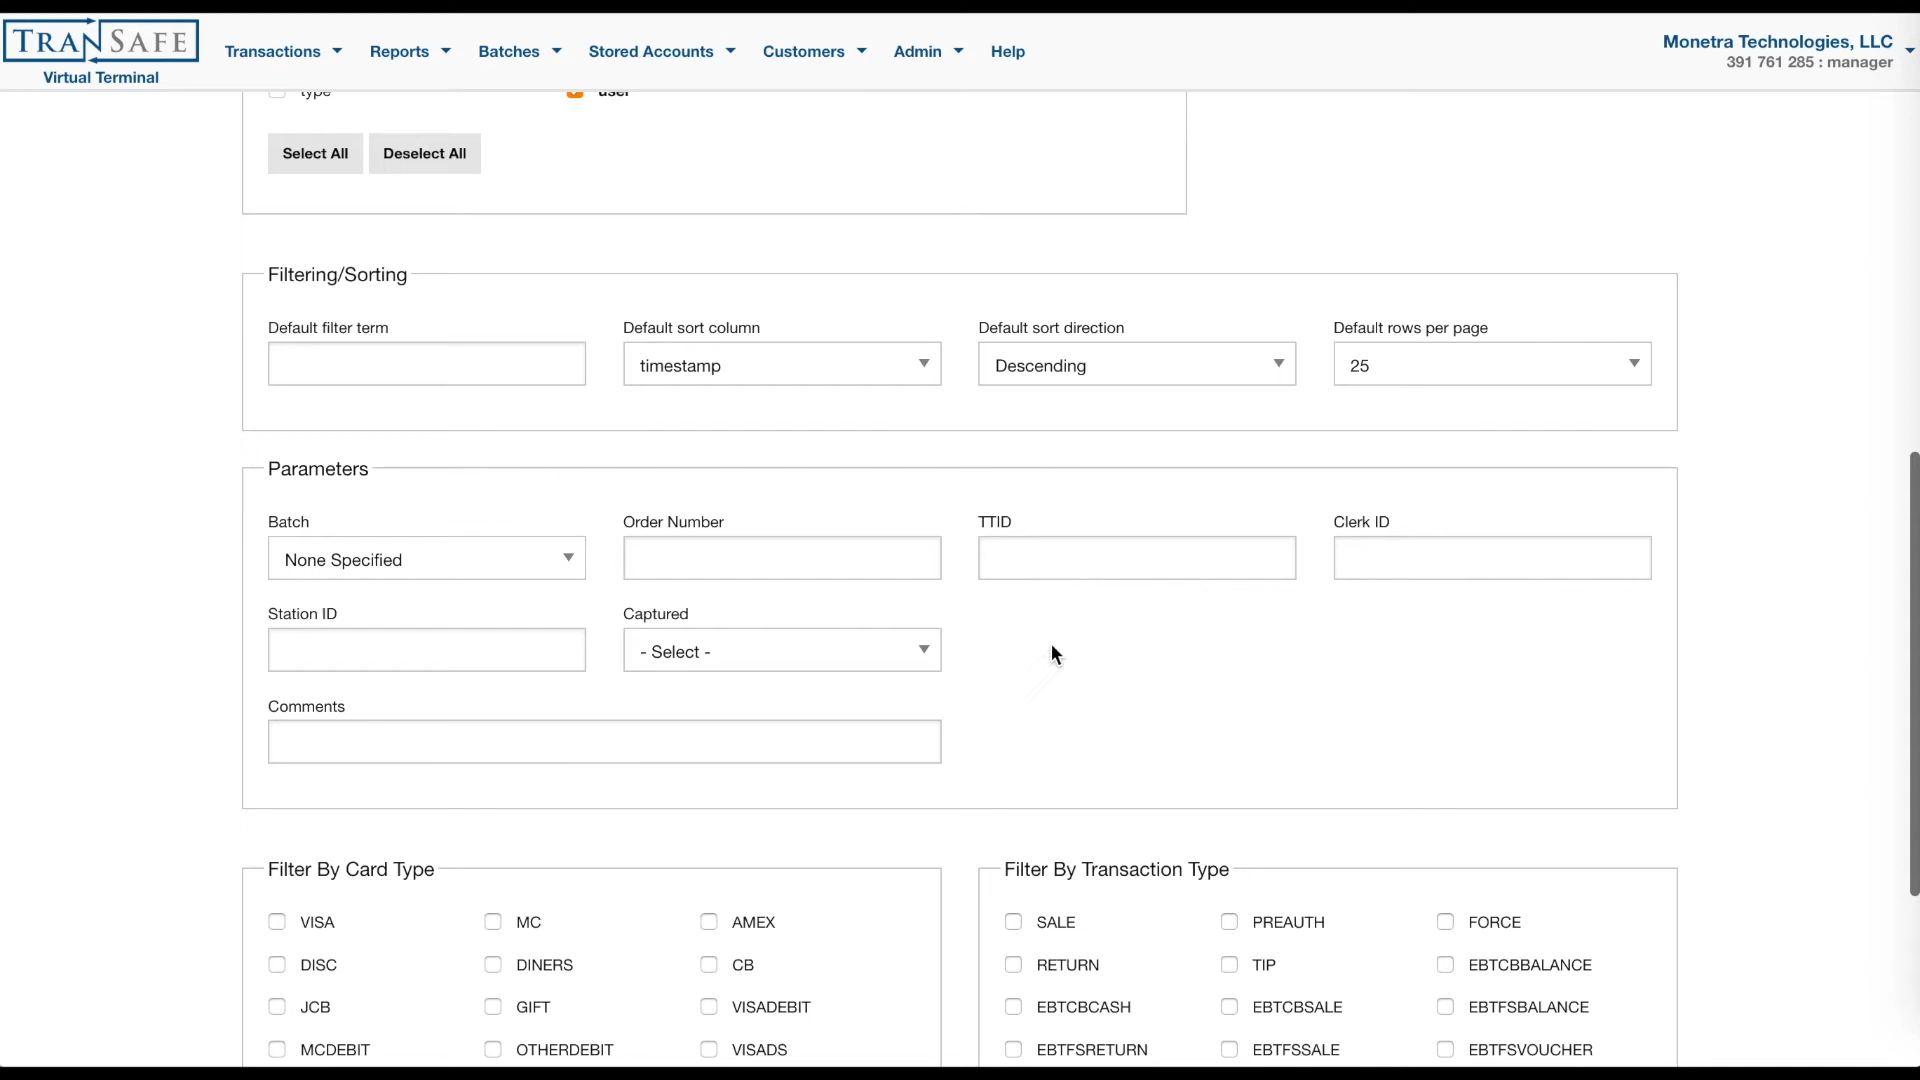 TRANSAFE
Virtual Terminal
Transactions
Reports
Batches
Stored Accounts
Customers
Admin
Help
Monetra Technologies, LLC
391 761 285 : manager
type
user
Select All
Deselect All
Filtering/Sorting
Default filter term
Default sort column
Default sort direction
Default rows per page
timestamp
Descending
25
Parameters
Batch
Order Number
TTID
Clerk ID
None Specified
Station ID
Captured
- Select -
Comments
Filter By Card Type
Filter By Transaction Type
VISA
MC
AMEX
SALE
PREAUTH
FORCE
DISC
DINERS
CB
RETURN
TIP
EBTCBBALANCE
JCB
GIFT
VISADEBIT
EBTCBCASH
EBTCBSALE
EBTFSBALANCE
MCDEBIT
OTHERDEBIT
VISADS
EBTFSRETURN
EBTFSSALE
EBTFSVOUCHER